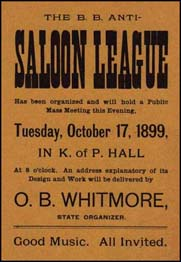 THE B. B. ANTI-
SALOON LEAGUE
Has been organized and will hold a Public
Mass Meeting this Evening,
Tuesday, October 17, 1899,
IN K. of P. HALL
At 8 o'clock. An address explanatory of its
Design and Work will be delivered by
O. B. WHITMORE,
STATE ORGANIZER.
Good Music. All Invited.